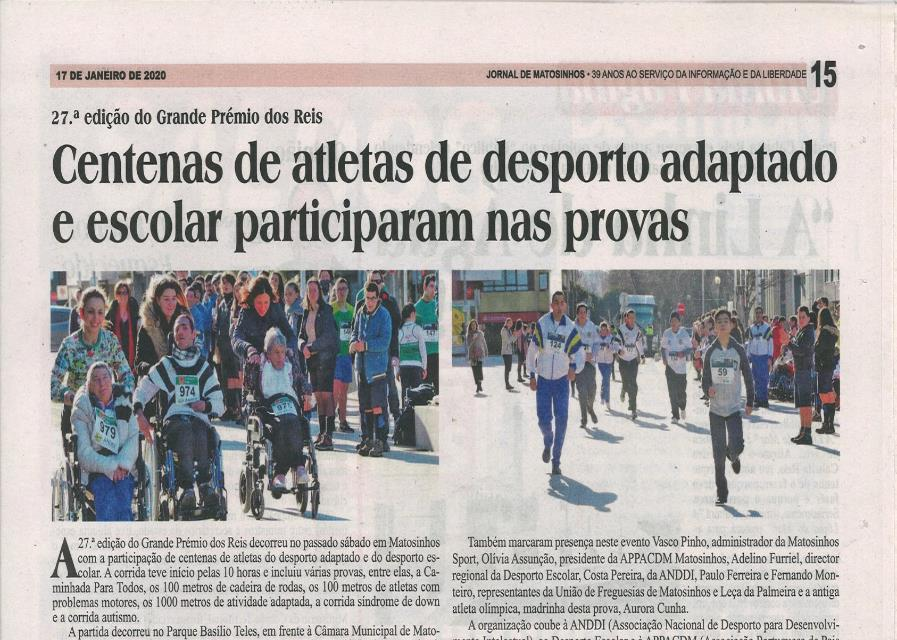 17 DE JANEIRO DE 2020
JORNAL DE MATOSINHOS • 39 ANOS AO SERVIÇO DA INFORMAÇÃO E DA LIBERDADE 15
27.ª edição do Grande Prémio dos Reis
Centenas de atletas de desporto adaptado
e escolar participaram nas provas
979
974
124
59
A 27.ª edição do Grande Prémio dos Reis decorreu no passado sábado em Matosinhos
com a participação de centenas de atletas do desporto adaptado e do desporto es-
colar. A corrida teve início pelas 10 horas e incluiu várias provas, entre elas, a Ca-
minhada Para Todos, os 100 metros de cadeira de rodas, os 100 metros de atletas com
problemas motores, os 1000 metros de atividade adaptada, a corrida síndrome de down
e a corrida autismo.
A partida decorreu no Parque Basílio Teles, em frente à Câmara Municipal de Mato-
Também marcaram presença neste evento Vasco Pinho, administrador da Matosinhos
Sport, Olívia Assunção, presidente da APPACDM Matosinhos, Adelino Furriel, director
regional da Desporto Escolar, Costa Pereira, da ANDDI, Paulo Ferreira e Fernando Mon-
teiro, representantes da União de Freguesias de Matosinhos e Leça da Palmeira e a antiga
atleta olímpica, madrinha desta prova, Aurora Cunha.
A organização coube à ANDDI (Associação Nacional de Desporto para Desenvolvi-